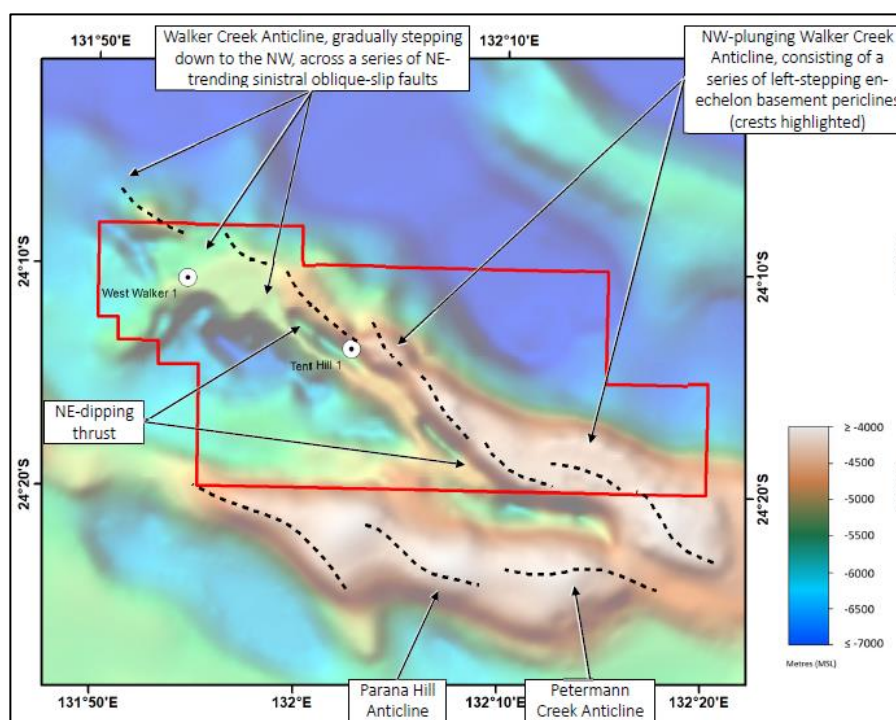 131°50'E
132°10'E
Walker Creek Anticline, gradually stepping
down to the NW, across a series of NE-
trending sinistral oblique-slip faults
NW-plunging Walker Creek
Anticline, consisting of a
series of left-stepping en-
echelon basement periclines
(crests highlighted)
24°10'S
24°10'S
West Walker 1
Tent Hill 1
NE-dipping
thrust
24°20'S
24°20'S
≥ -4000
-4500
-5000
-5500
-6000
-6500
≤ -7000
Metres (MSL)
Parana Hill
Anticline
Petermann
Creek Anticline
131°50'E
132°E
132°10'E
132°20'E